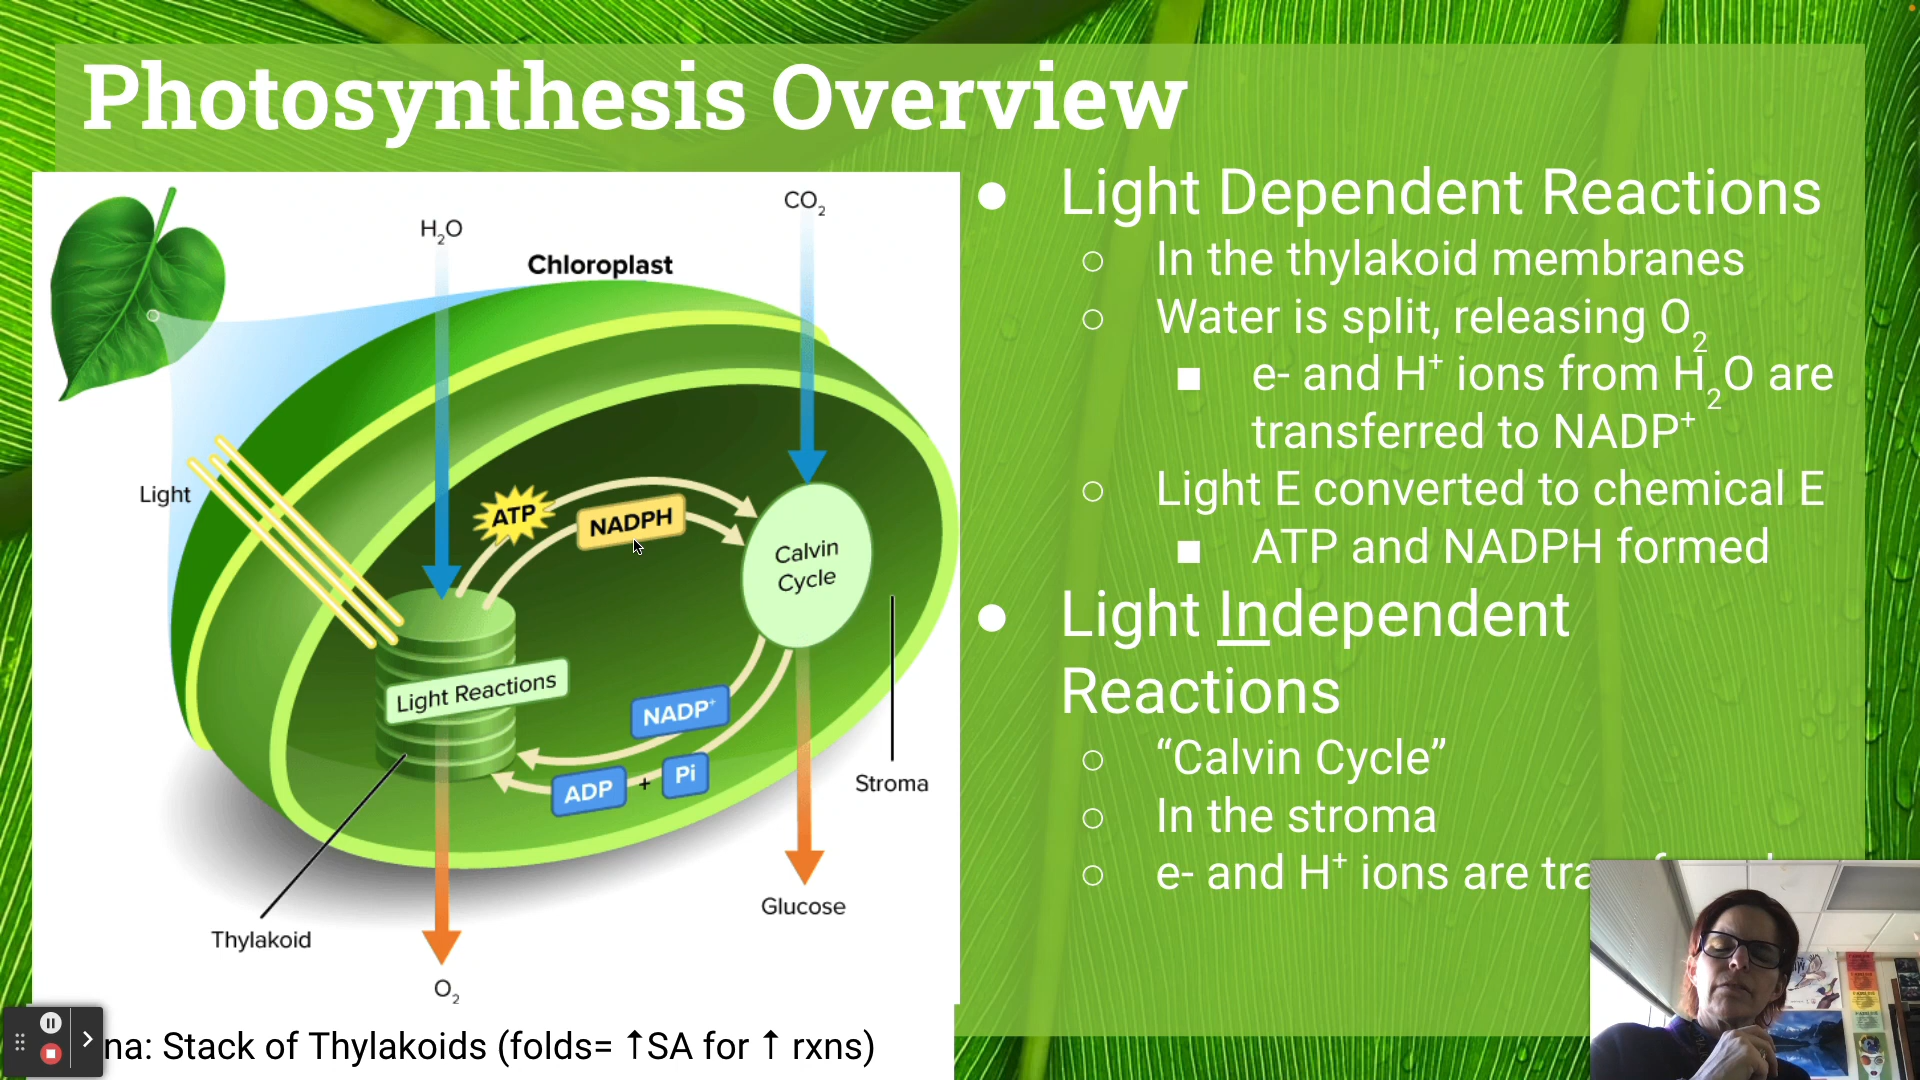 Photosynthesis Overview
H₂O
CO₂
Chloroplast
Light
ATP
NADPH
Calvin
Cycle
Light Reactions
NADP⁺
ADP + Pi
Stroma
Glucose
Thylakoid
O₂
na: Stack of Thylakoids (folds= ↑SA for ↑ rxns)
● Light Dependent Reactions
○ In the thylakoid membranes
○ Water is split, releasing O₂
■ e- and H⁺ ions from H₂O are
transferred to NADP⁺
○ Light E converted to chemical E
■ ATP and NADPH formed
● Light Independent
Reactions
○ “Calvin Cycle”
○ In the stroma
○ e- and H⁺ ions are